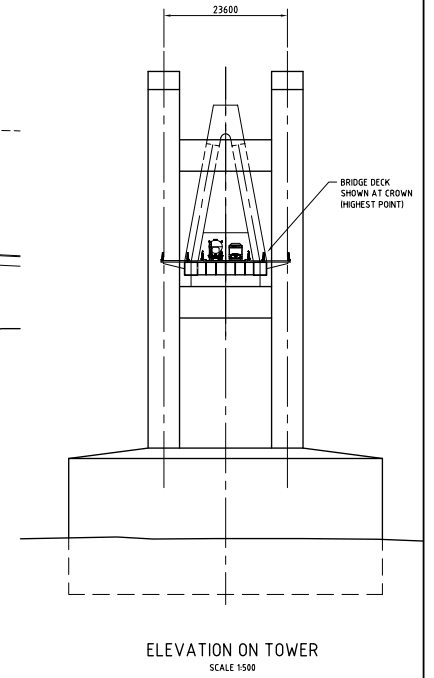 23600
BRIDGE DECK
SHOWN AT CROWN
(HIGHEST POINT)
ELEVATION ON TOWER
SCALE 1:500